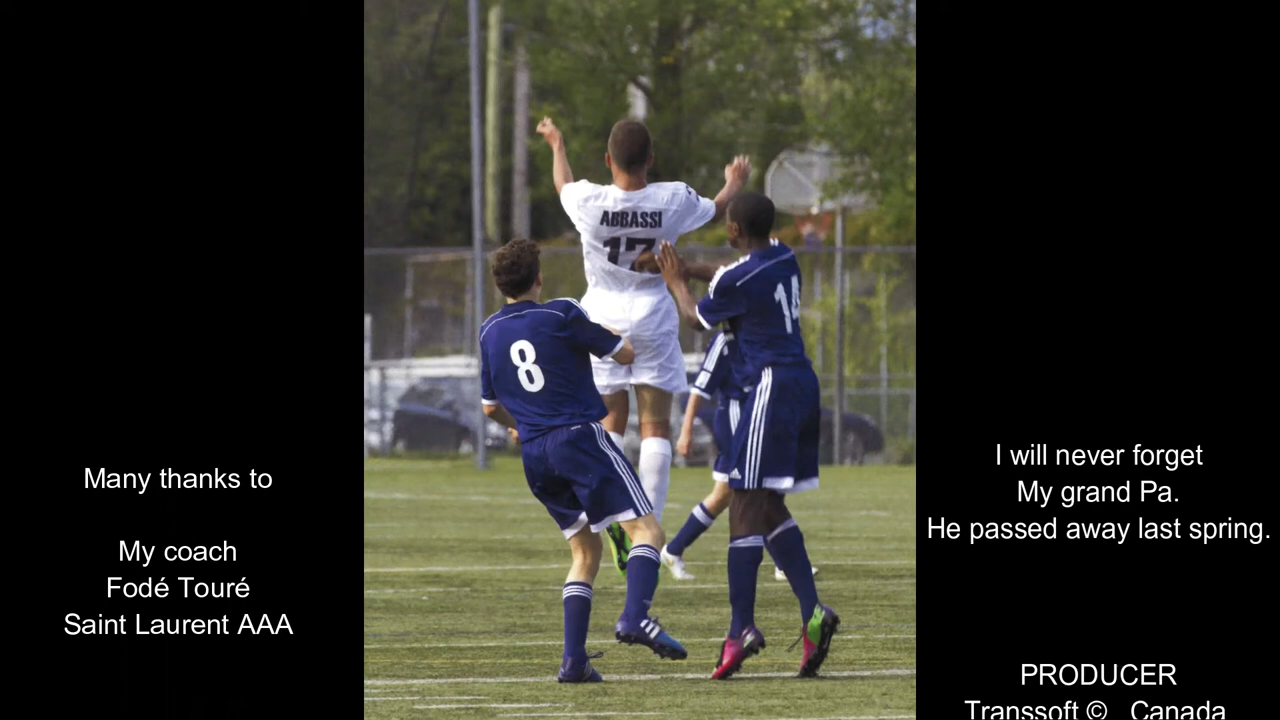 Many thanks to
My coach
Fodé Touré
Saint Laurent AAA
ABBASSI
17
8
14
I will never forget
My grand Pa.
He passed away last spring.
PRODUCER
Transsoft © Canada